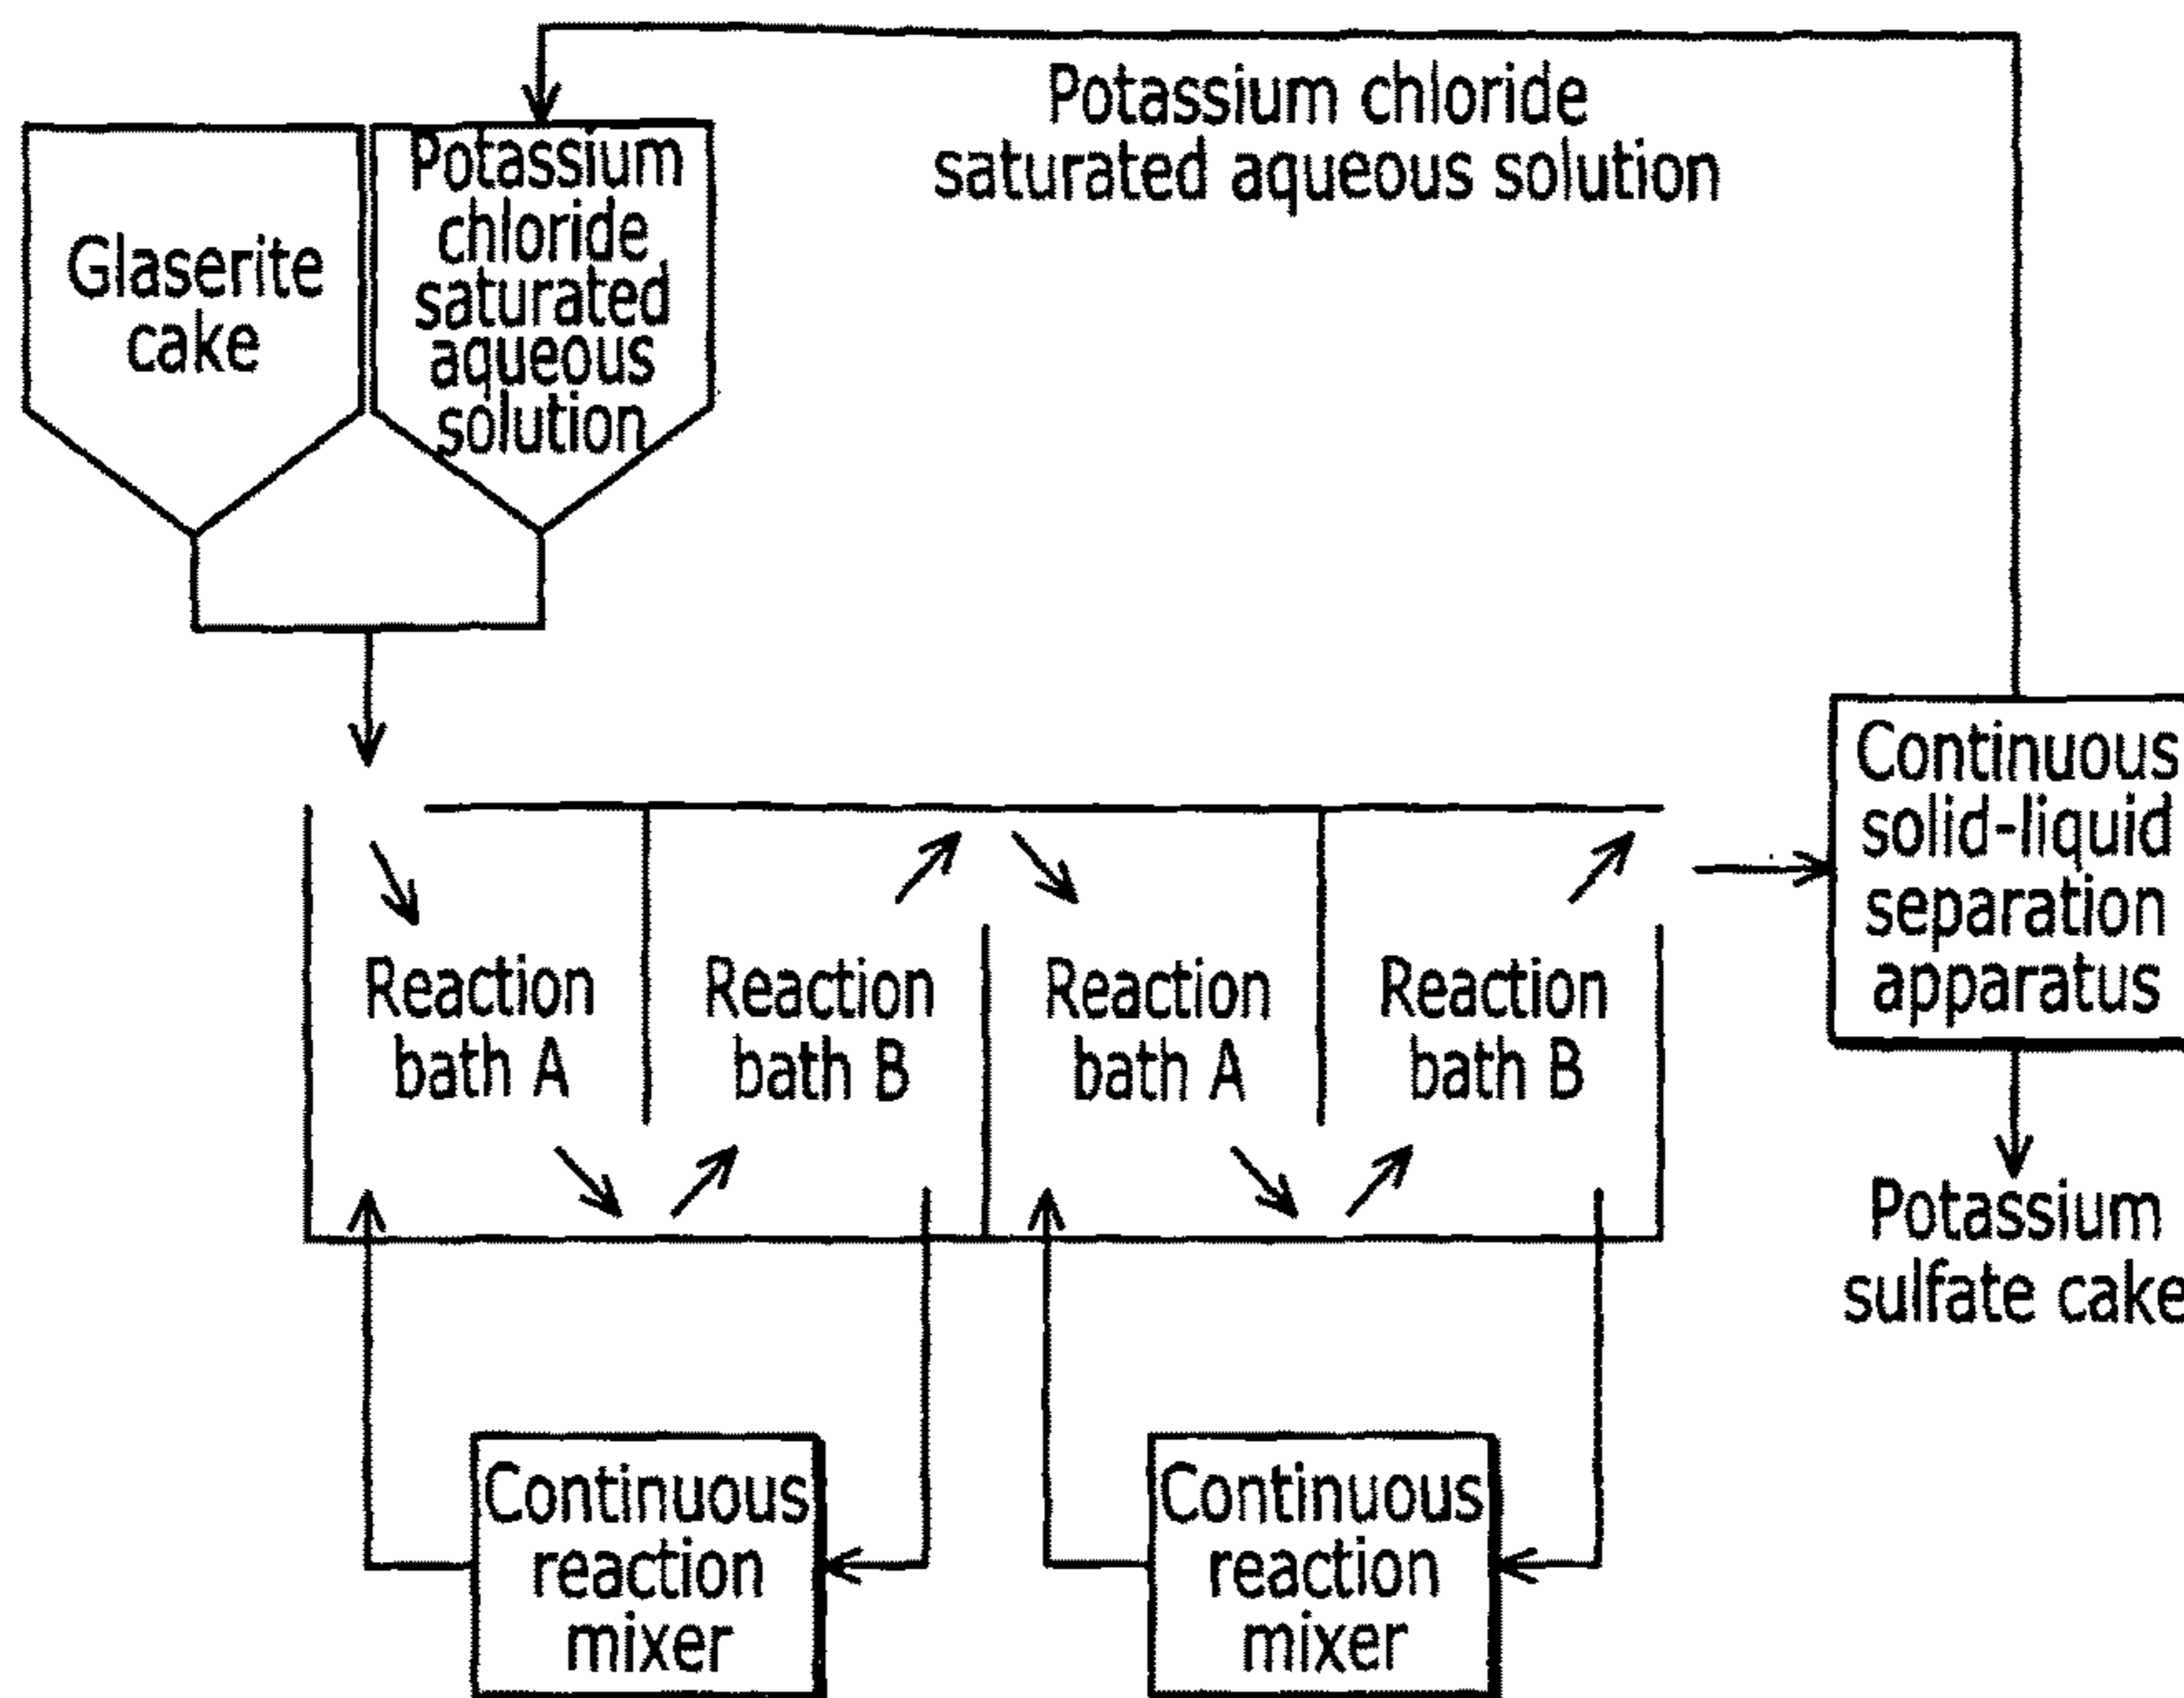 Potassium chloride
saturated aqueous solution
Glaserite
cake
Potassium
chloride
saturated
aqueous
solution
Continuous
solid-liquid
separation
apparatus
Reaction
bath A
Reaction
bath B
Reaction
bath A
Reaction
bath B
Potassium
sulfate cake
Continuous
reaction
mixer
Continuous
reaction
mixer